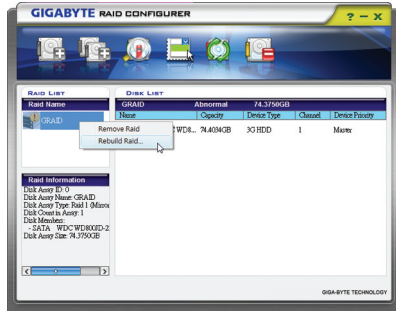 GIGABYTE RAID CONFIGURER
? – X
RAID LIST
Raid Name
GRAID
DISK LIST
GRAID Abnormal 74.3750GB
Name Capacity Device Type Channel Device Priority
WD8... 74.4034GB 3G HDD 1 Master
Remove Raid
Rebuild Raid...
Raid Information
Disk Array ID: 0
Disk Array Name: GRAID
Disk Array Type: Raid 1 (Mirror
Disk Count in Array: 1
Disk Members:
- SATA WDC WD800JD-2
Disk Array Size: 74.3750GB
GIGA-BYTE TECHNOLOGY